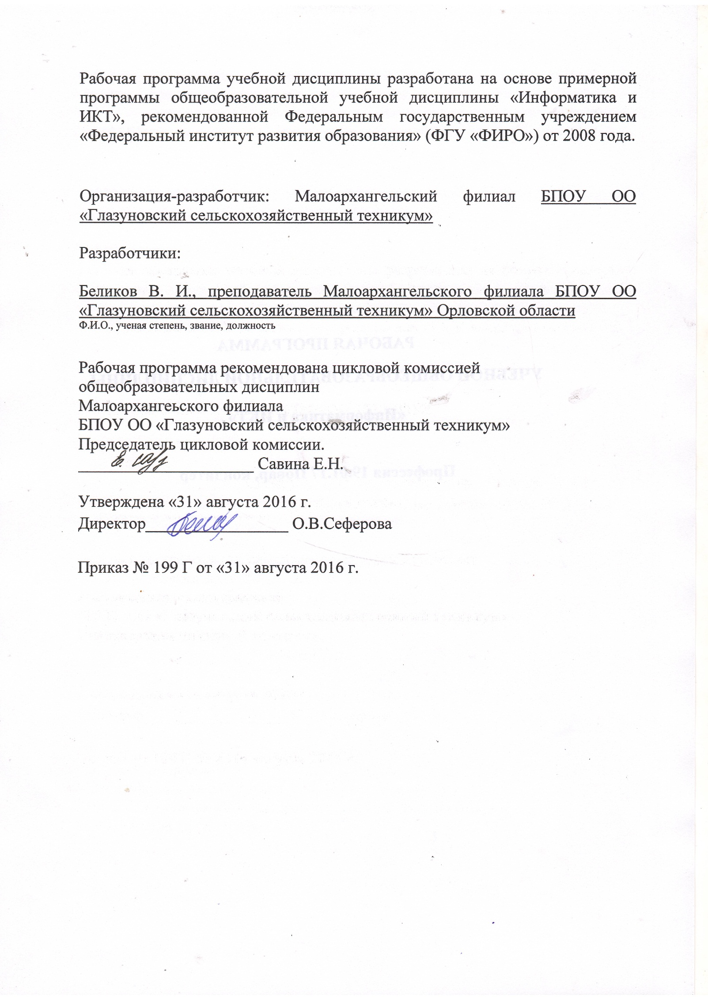 Рабочая программа учебной дисциплины разработана на основе примерной
программы общеобразовательной учебной дисциплины «Информатика и
ИКТ», рекомендованной Федеральным государственным учреждением
«Федеральный институт развития образования» (ФГУ «ФИРО») от 2008 года.
Организация-разработчик: Малоархангельский филиал БПОУ ОО
«Глазуновский сельскохозяйственный техникум»
Разработчики:
Беликов В. И., преподаватель Малоархангельского филиала БПОУ ОО
«Глазуновский сельскохозяйственный техникум» Орловской области
Ф.И.О., ученая степень, звание, должность
Рабочая программа рекомендована цикловой комиссией
общеобразовательных дисциплин
Малоархангеьского филиала
БПОУ ОО «Глазуновский сельскохозяйственный техникум»
Председатель цикловой комиссии.
Савина Е.Н.
Утверждена «31» августа 2016 г.
Директор О.В.Сеферова
Приказ № 199 Г от «31» августа 2016 г.